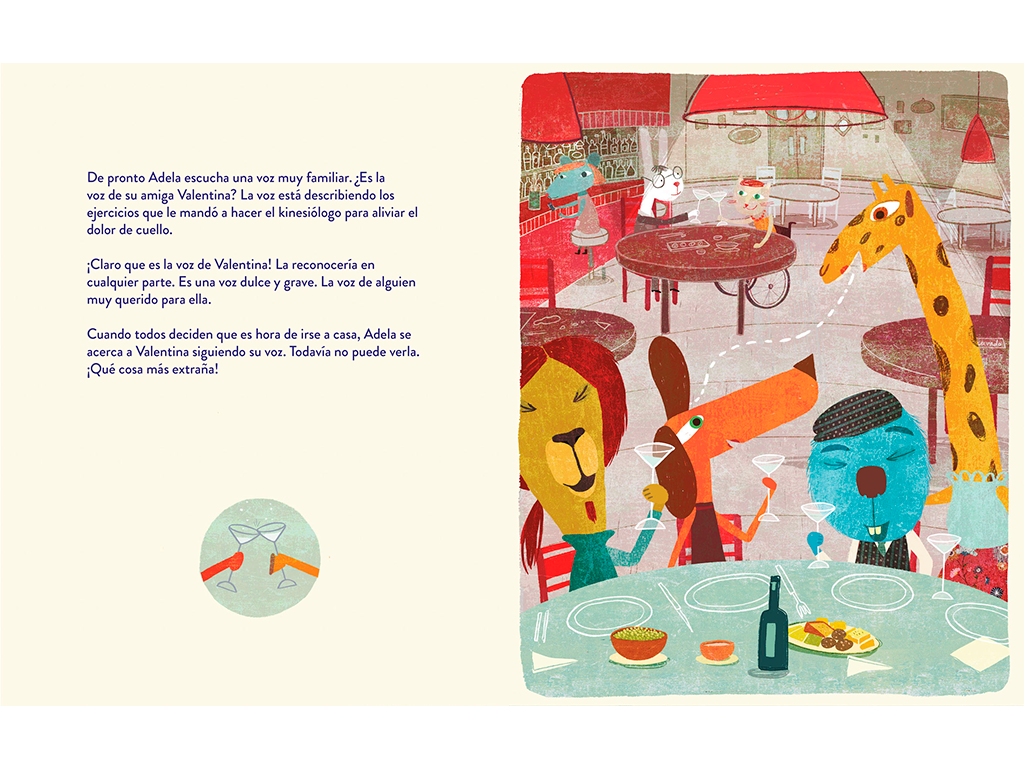 De pronto Adela escucha una voz muy familiar. ¿Es la
voz de su amiga Valentina? La voz está describiendo los
ejercicios que le mandó a hacer el kinesiólogo para aliviar el
dolor de cuello.
¡Claro que es la voz de Valentina! La reconocería en
cualquier parte. Es una voz dulce y grave. La voz de alguien
muy querido para ella.
Cuando todos deciden que es hora de irse a casa, Adela se
acerca a Valentina siguiendo su voz. Todavía no puede verla.
¡Qué cosa más extraña!